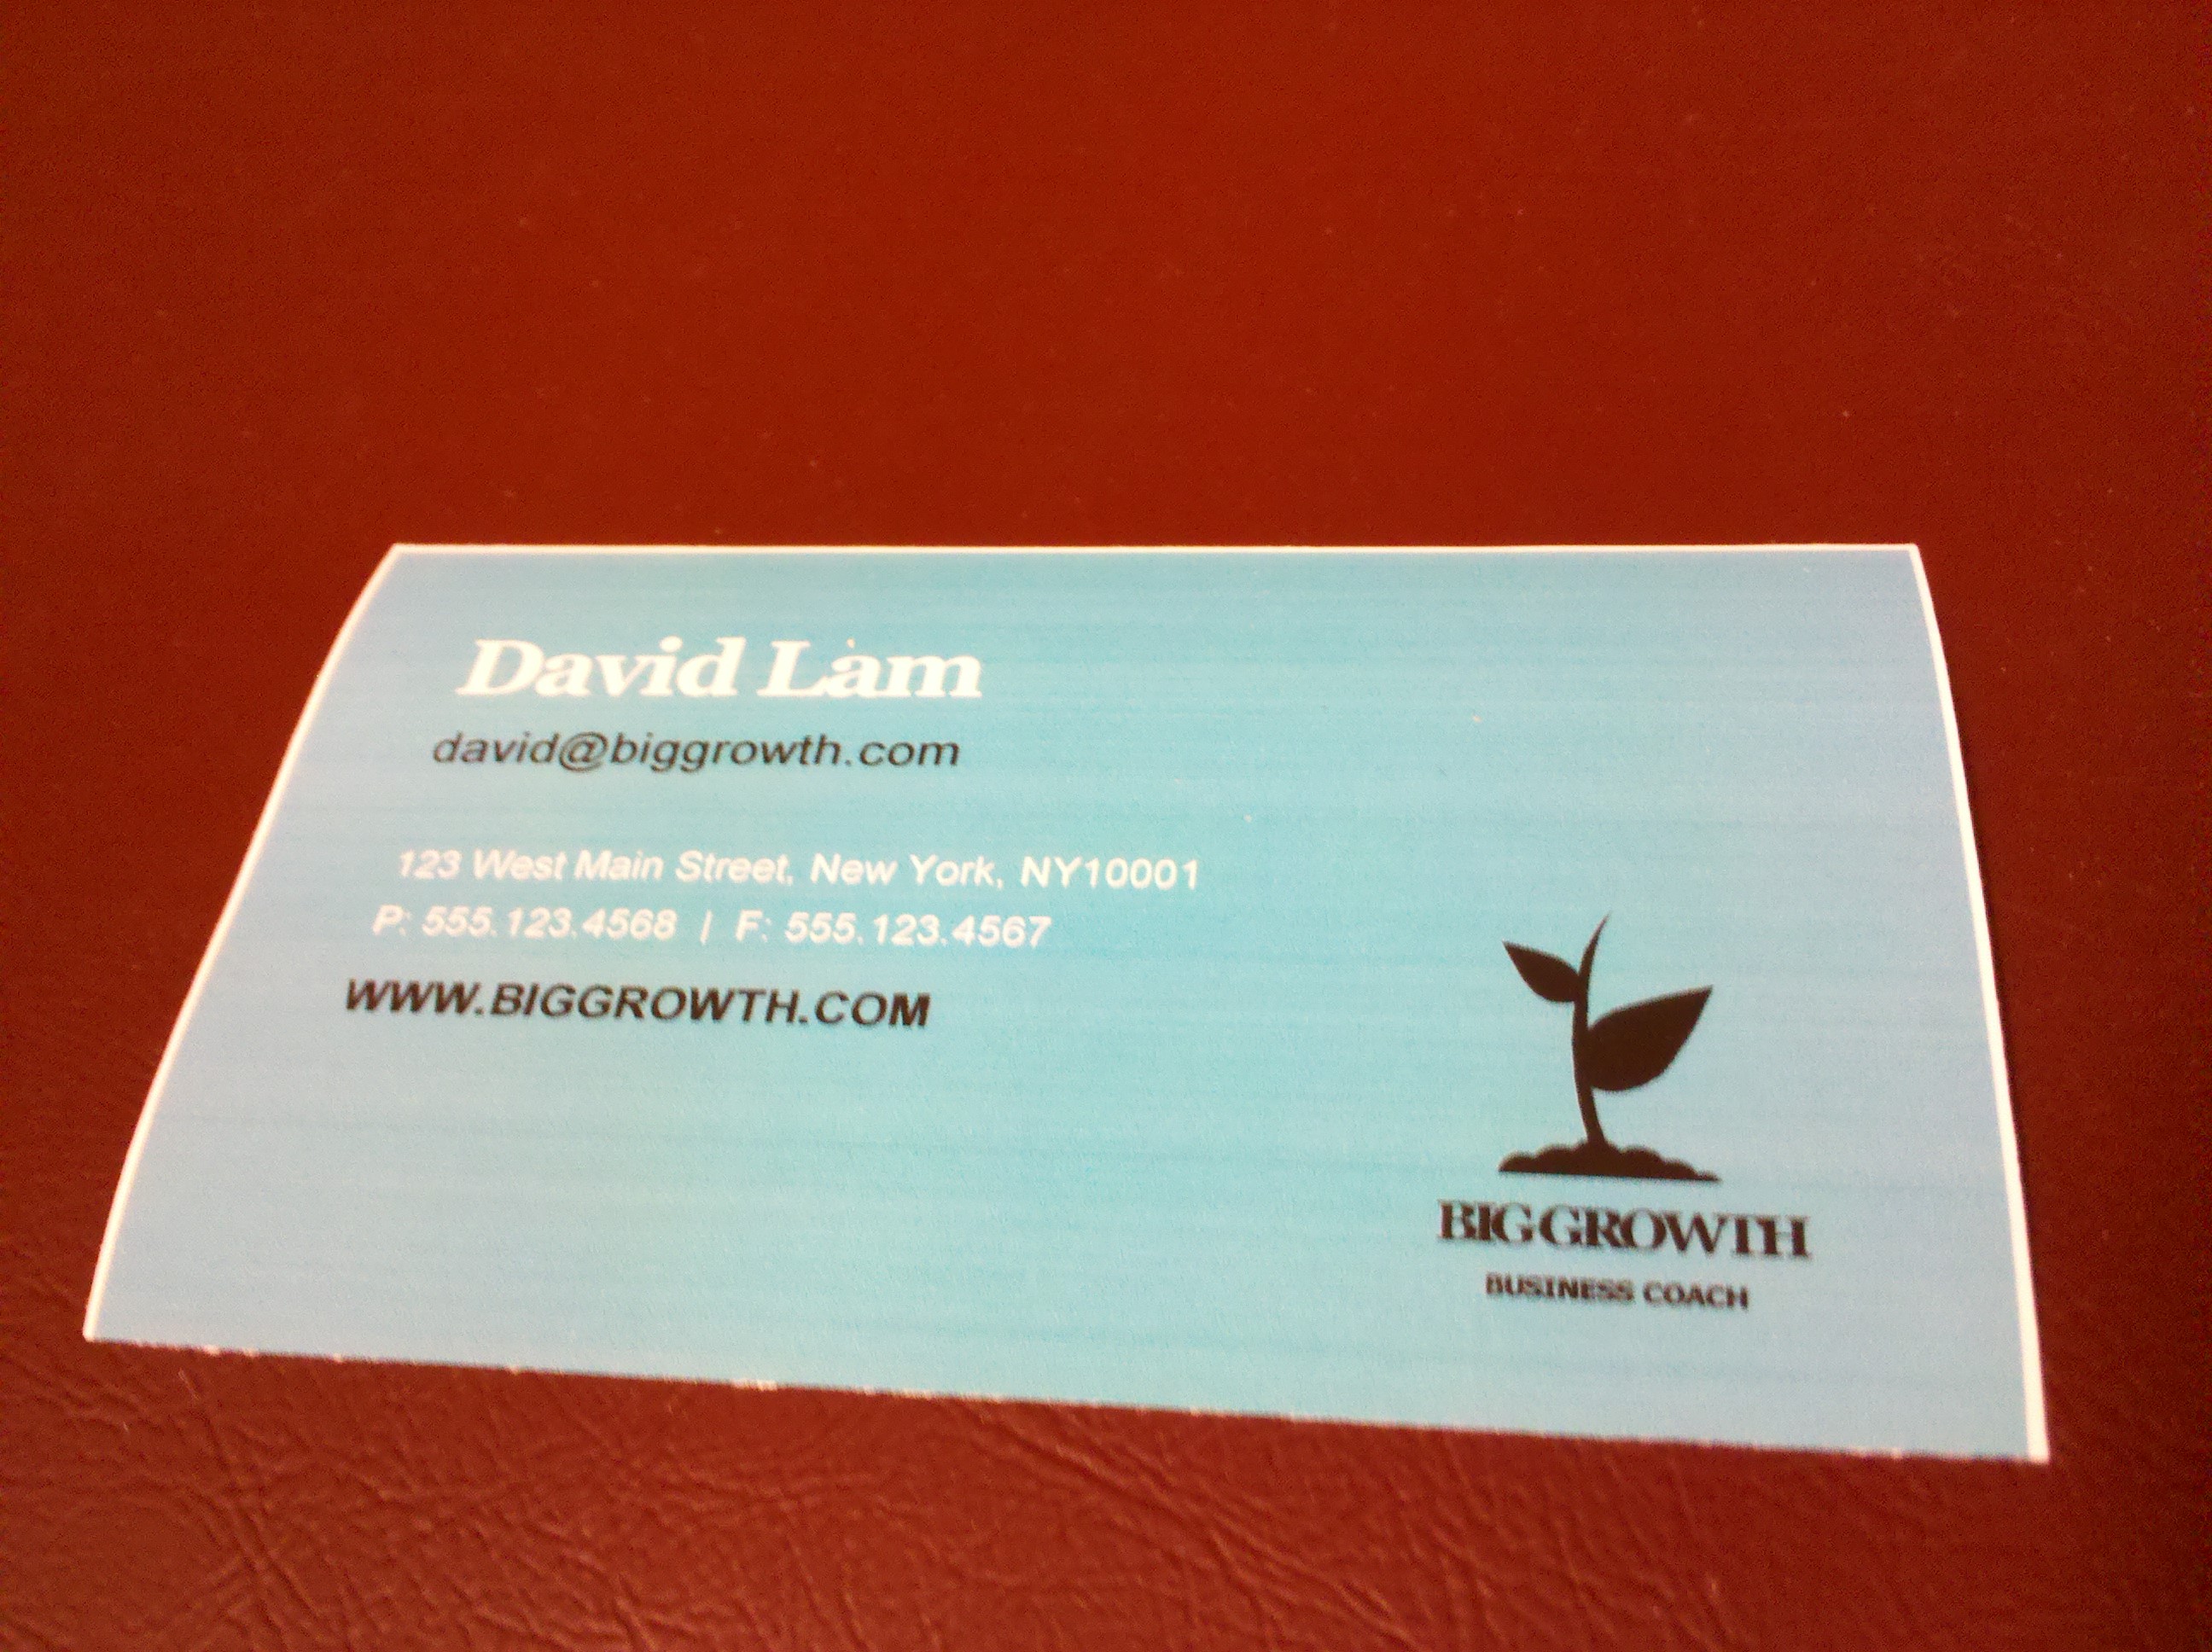 David Lam
david@biggrowth.com
123 West Main Street, New York, NY10001
P: 555.123.4568 | F: 555.123.4567
WWW.BIGGROWTH.COM
BIG GROWTH
BUSINESS COACH